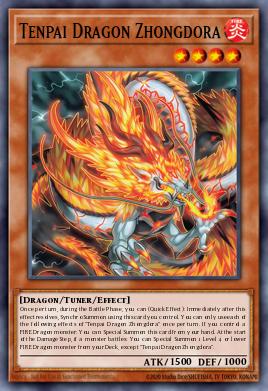 TENPAI DRAGON ZHONGDORA
FIRE
炎
[DRAGON/TUNER/EFFECT]
Once per turn, during the Battle Phase, you can (Quick Effect): Immediately after this
effect resolves, Synchro Summon using this card you control. You can only use each of
the following effects of "Tenpai Dragon Zhongdora" once per turn. If you control a
FIRE Dragon monster: You can Special Summon this card from your hand. At the start
of the Damage Step, if a monster battles: You can Special Summon 1 Level 4 or lower
FIRE Dragon monster from your Deck, except "Tenpai Dragon Zhongdora".
ATK/1500 DEF/1000
©2020 Studio Dice/SHUEISHA, TV TOKYO, KONAMI